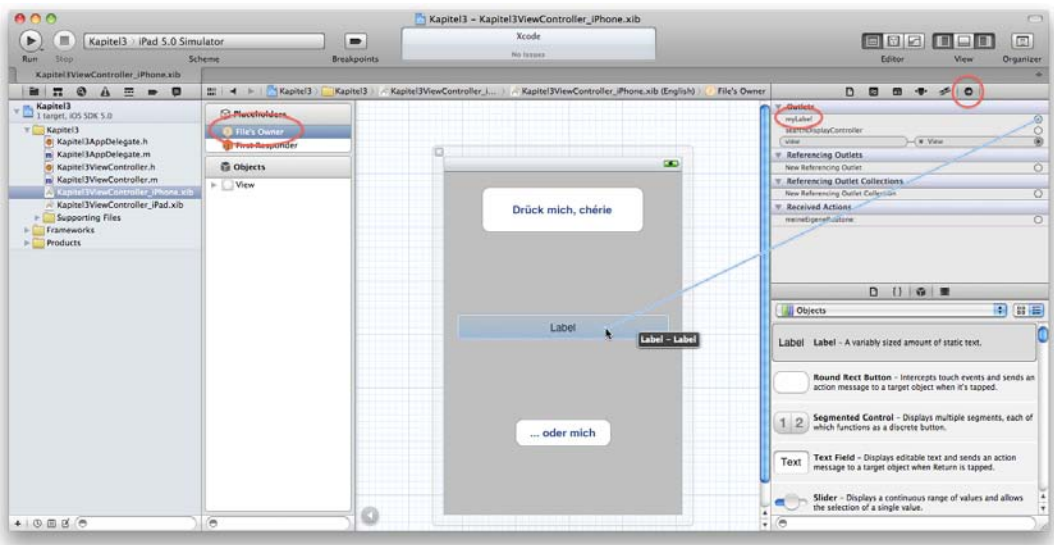 Kapitel3 – Kapitel3ViewController_iPhone.xib
Kapitel3 › iPad 5.0 Simulator
Xcode
No Issues
Run
Stop
Scheme
Breakpoints
Editor
View
Organizer
Kapitel3ViewController_iPhone.xib
Kapitel3
Kapitel3
Kapitel3ViewController_i...
Kapitel3ViewController_iPhone.xib (English)
File's Owner
Kapitel3
1 target, iOS SDK 5.0
Kapitel3
Kapitel3AppDelegate.h
Kapitel3AppDelegate.m
Kapitel3ViewController.h
Kapitel3ViewController.m
Kapitel3ViewController_iPhone.xib
Kapitel3ViewController_iPad.xib
Supporting Files
Frameworks
Products
Placeholders
File's Owner
First Responder
Objects
View
Drück mich, chérie
Label
Label – Label
... oder mich
Outlets
myLabel
searchDisplayController
view
View
Referencing Outlets
New Referencing Outlet
Referencing Outlet Collections
New Referencing Outlet Collection
Received Actions
Objects
Label
Label – A variably sized amount of static text.
Round Rect Button – Intercepts touch events and sends an
action message to a target object when it's tapped.
1 2
Segmented Control – Displays multiple segments, each of
which functions as a discrete button.
Text
Text Field – Displays editable text and sends an action
message to a target object when Return is tapped.
Slider – Displays a continuous range of values and allows
the selection of a single value.